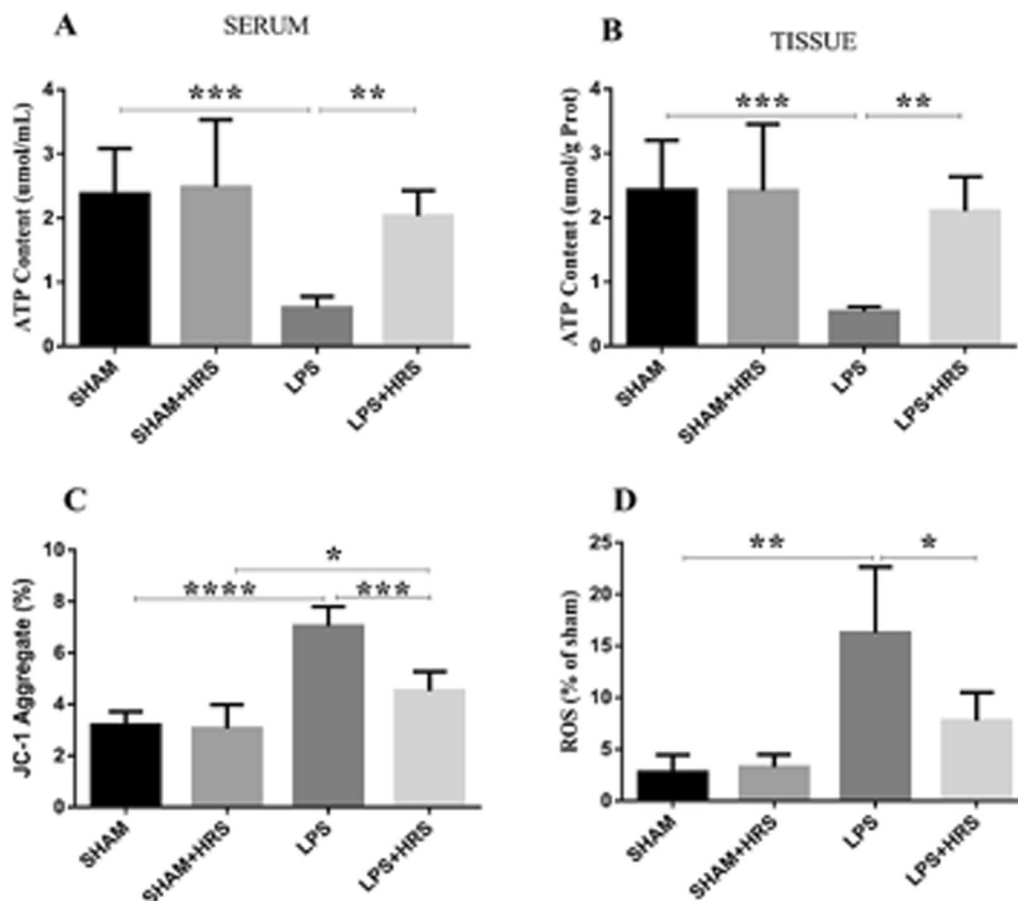 A
SERUM
ATP Content (umol/mL)
4
3
2
1
0
***
**
SHAM
SHAM+HRS
LPS
LPS+HRS
B
TISSUE
ATP Content (umol/g Prot)
4
3
2
1
0
***
**
SHAM
SHAM+HRS
LPS
LPS+HRS
C
JC-1 Aggregate (%)
10
8
6
4
2
0
*
****
***
SHAM
SHAM+HRS
LPS
LPS+HRS
D
ROS (% of sham)
25
20
15
10
5
0
**
*
SHAM
SHAM+HRS
LPS
LPS+HRS